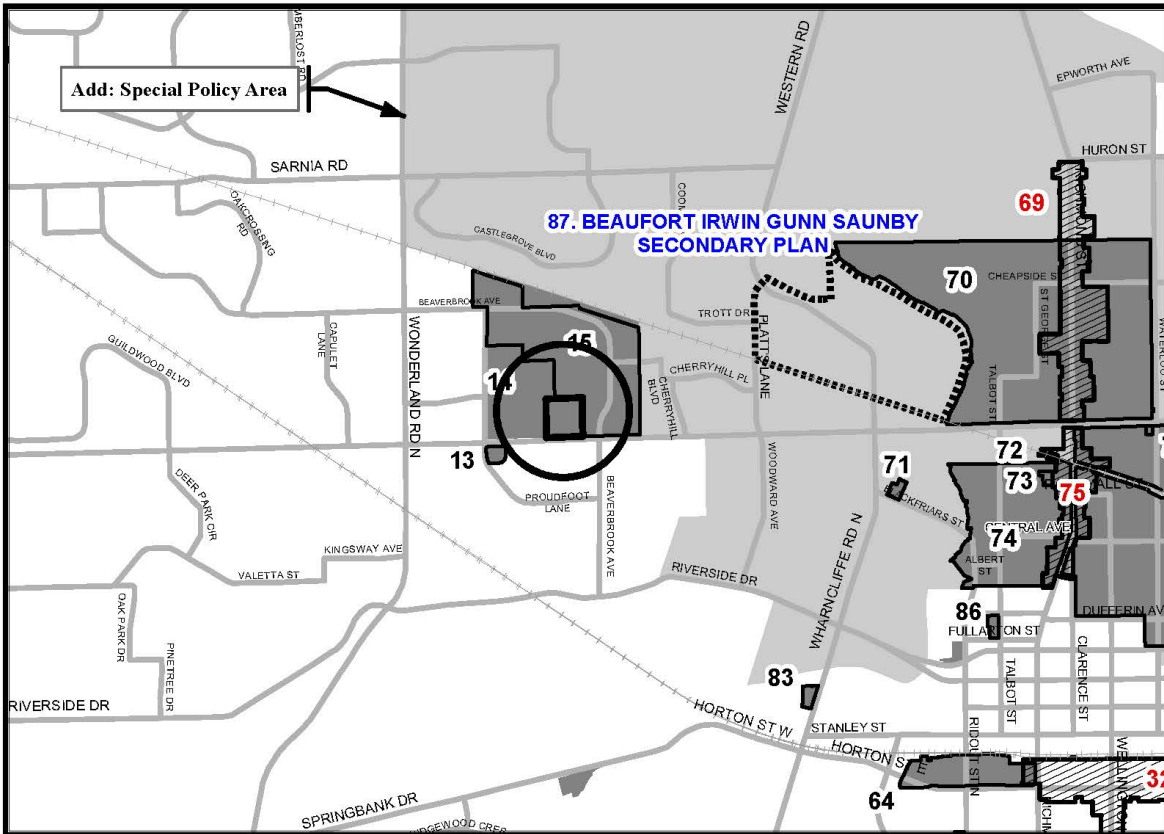 WESTERN RD
EPWORTH AVE
Add: Special Policy Area
HURON ST
SARNIA RD
69
OAKCROSSING
RD
87. BEAUFORT IRWIN GUNN SAUNBY
SECONDARY PLAN
CASTLEGROVE BLVD
70
CHEAPSIDE ST
BEAVERBROOK AVE
TROTT DR
PLATTS LANE
CAPULET
LANE
WONDERLAND RD N
15
GUILDWOOD BLVD
CHERRYHILL PL
CHERRYHILL
BLVD
14
TALBOT ST
13
72
71
73
75
WOODWARD AVE
PROUDFOOT
LANE
BEAVERBROOK AVE
DEER PARK CIR
CENTRAL AVE
74
KINGSWAY AVE
ALBERT
ST
VALETTA ST
RIVERSIDE DR
WHARNCLIFFE RD N
OAK PARK DR
86
FULLARTON ST
DUFFERIN AV
PINETREE DR
TALBOT ST
CLARENCE ST
83
RIVERSIDE DR
HORTON ST W
STANLEY ST
RIDOUT ST N
HORTON S
32
64
SPRINGBANK DR